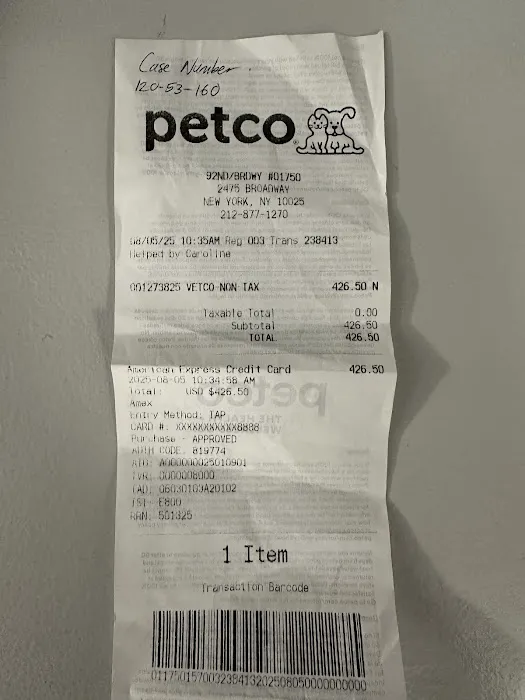 Case Number
120-53-160
petco
92ND/BRDWY #01750
2475 BROADWAY
NEW YORK, NY 10025
212-877-1270
08/05/25 10:35AM Reg 003 Trans 238413
Helped by Caroline
001273825 VETCO NON TAX 426.50 N
Taxable Total 0.00
Subtotal 426.50
TOTAL 426.50
American Express Credit Card 426.50
2025-08-05 10:34:58 AM
Total: USD $426.50
Amex
Entry Method: TAP
CARD #: XXXXXXXXXXX8888
Purchase - APPROVED
AUTH CODE: 819774
AID: A000000025010901
TVR: 0000008000
IAD: 06030103A20102
TSI: E800
RRN: 501325
1 Item
Transaction Barcode